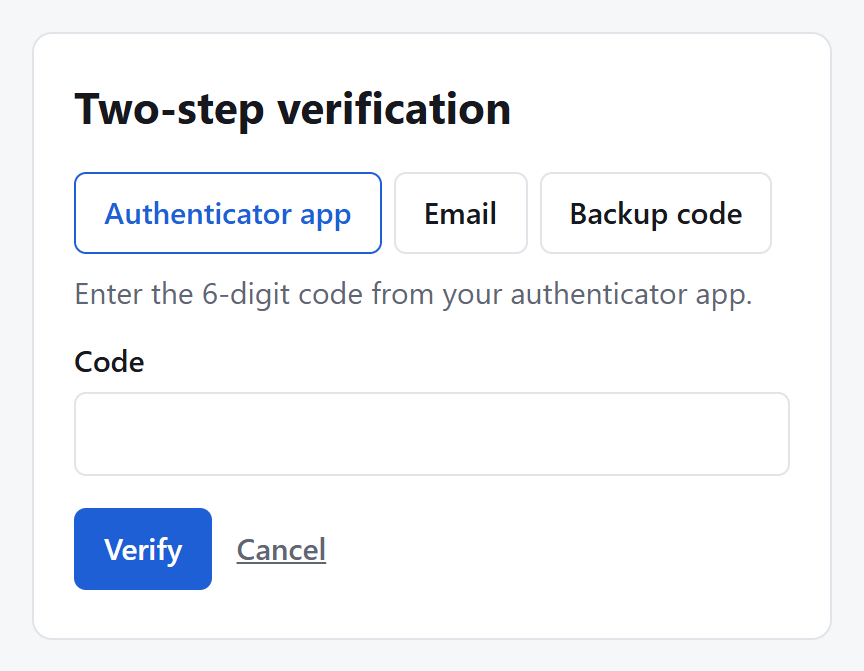 Two-step verification
Authenticator app Email Backup code
Enter the 6-digit code from your authenticator app.
Code
Verify Cancel